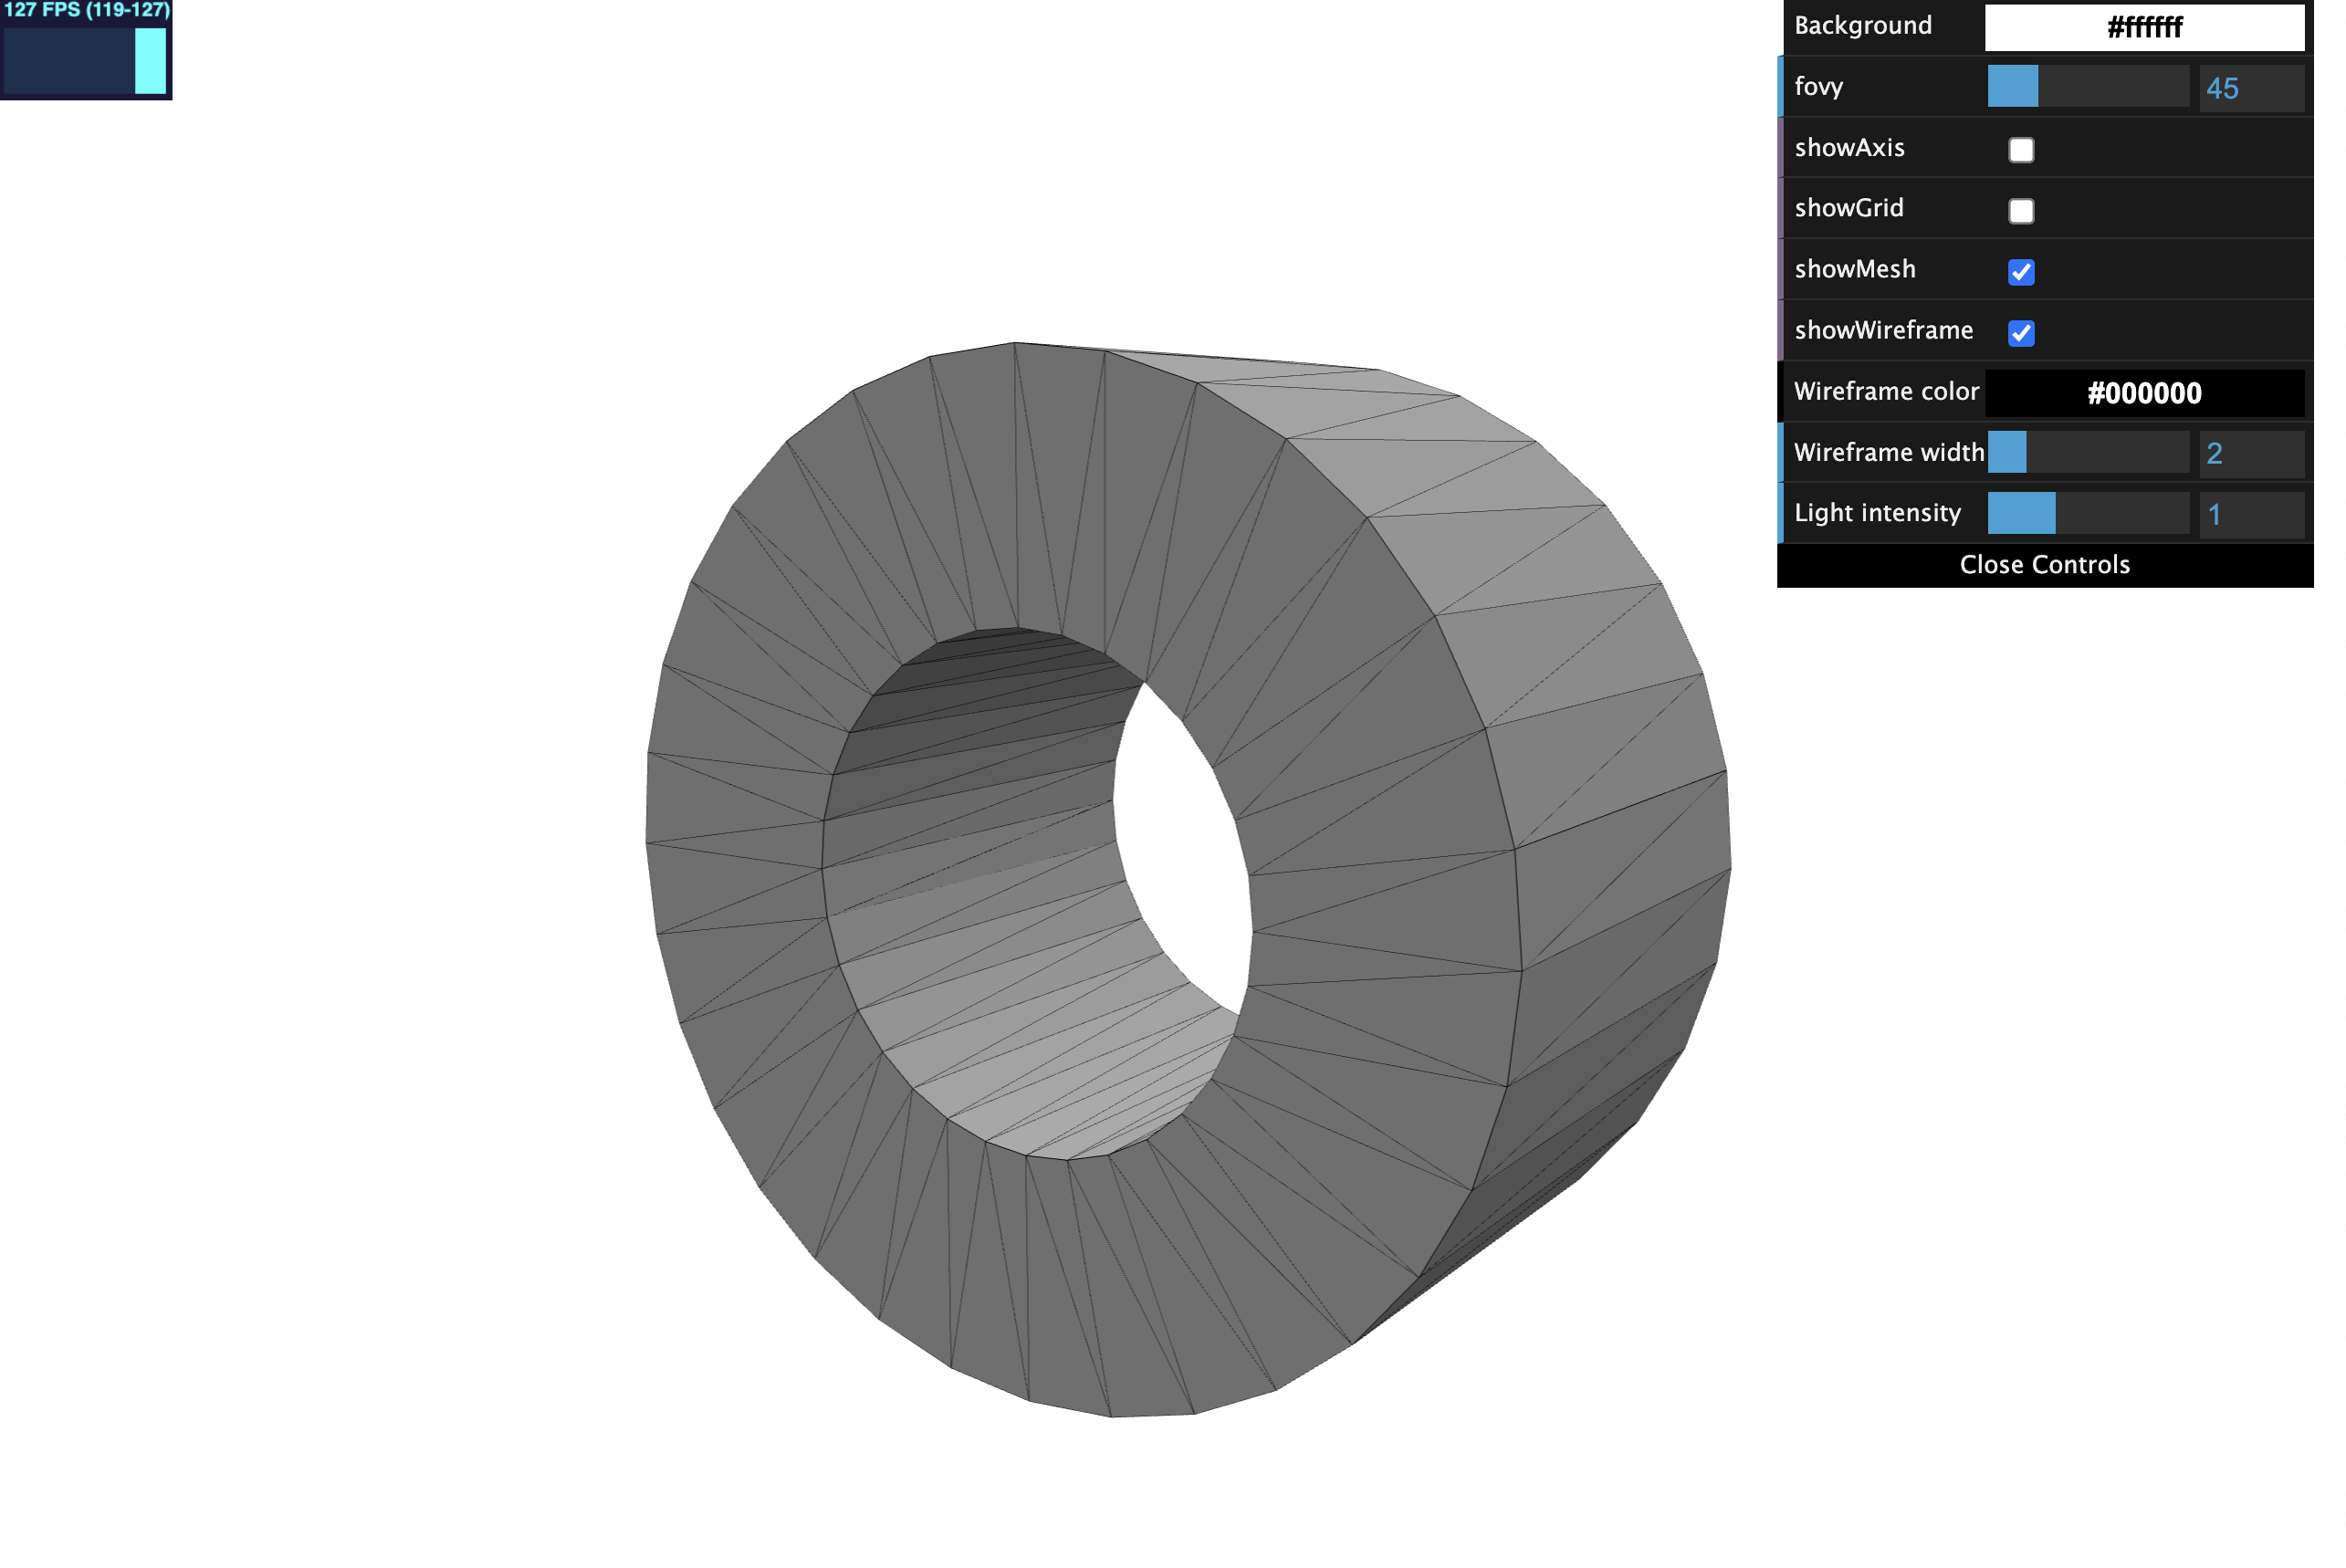 127 FPS (119-127)
Background #ffffff
fovy 45
showAxis
showGrid
showMesh
showWireframe
Wireframe color #000000
Wireframe width 2
Light intensity 1
Close Controls